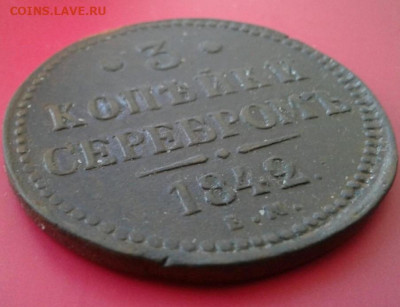 COINS.LAVE.RU
· 3 ·
КОПѢЙКИ
СЕРЕБРОМЪ
1842.
Е.М.